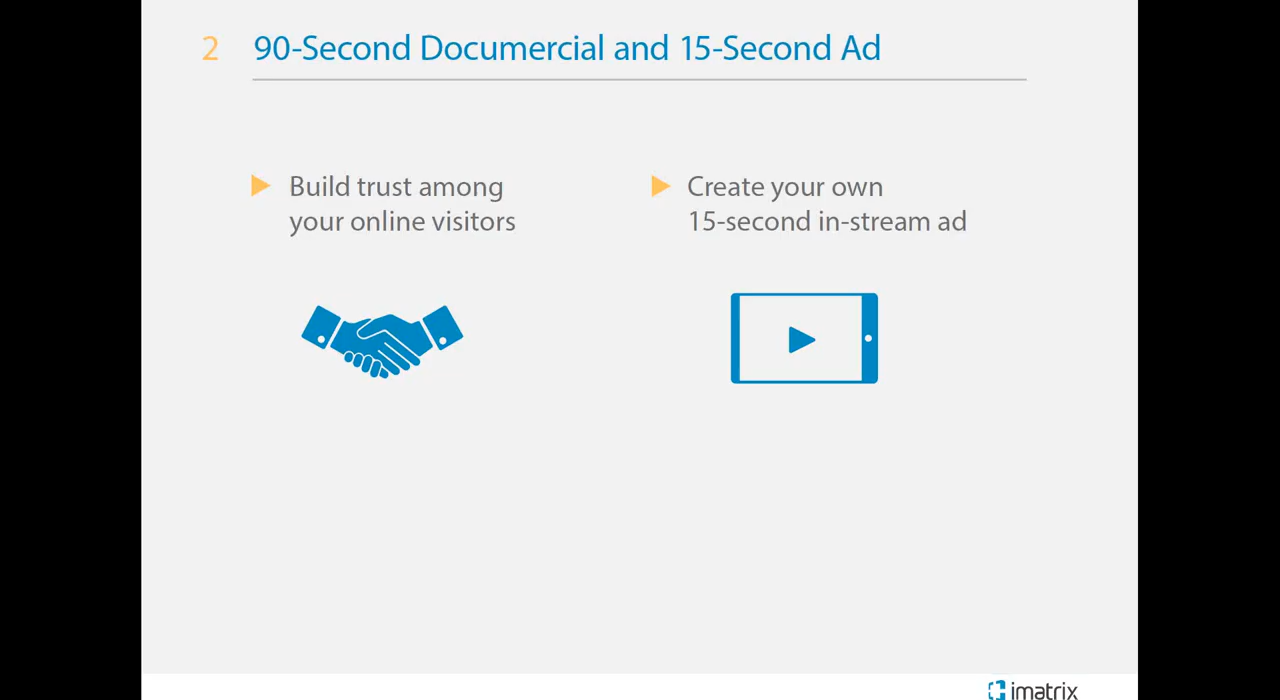 2 90-Second Documercial and 15-Second Ad
Build trust among
your online visitors
Create your own
15-second in-stream ad
imatrix